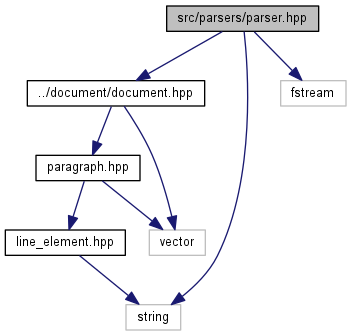 src/parsers/parser.hpp
../document/document.hpp
fstream
paragraph.hpp
line_element.hpp
vector
string